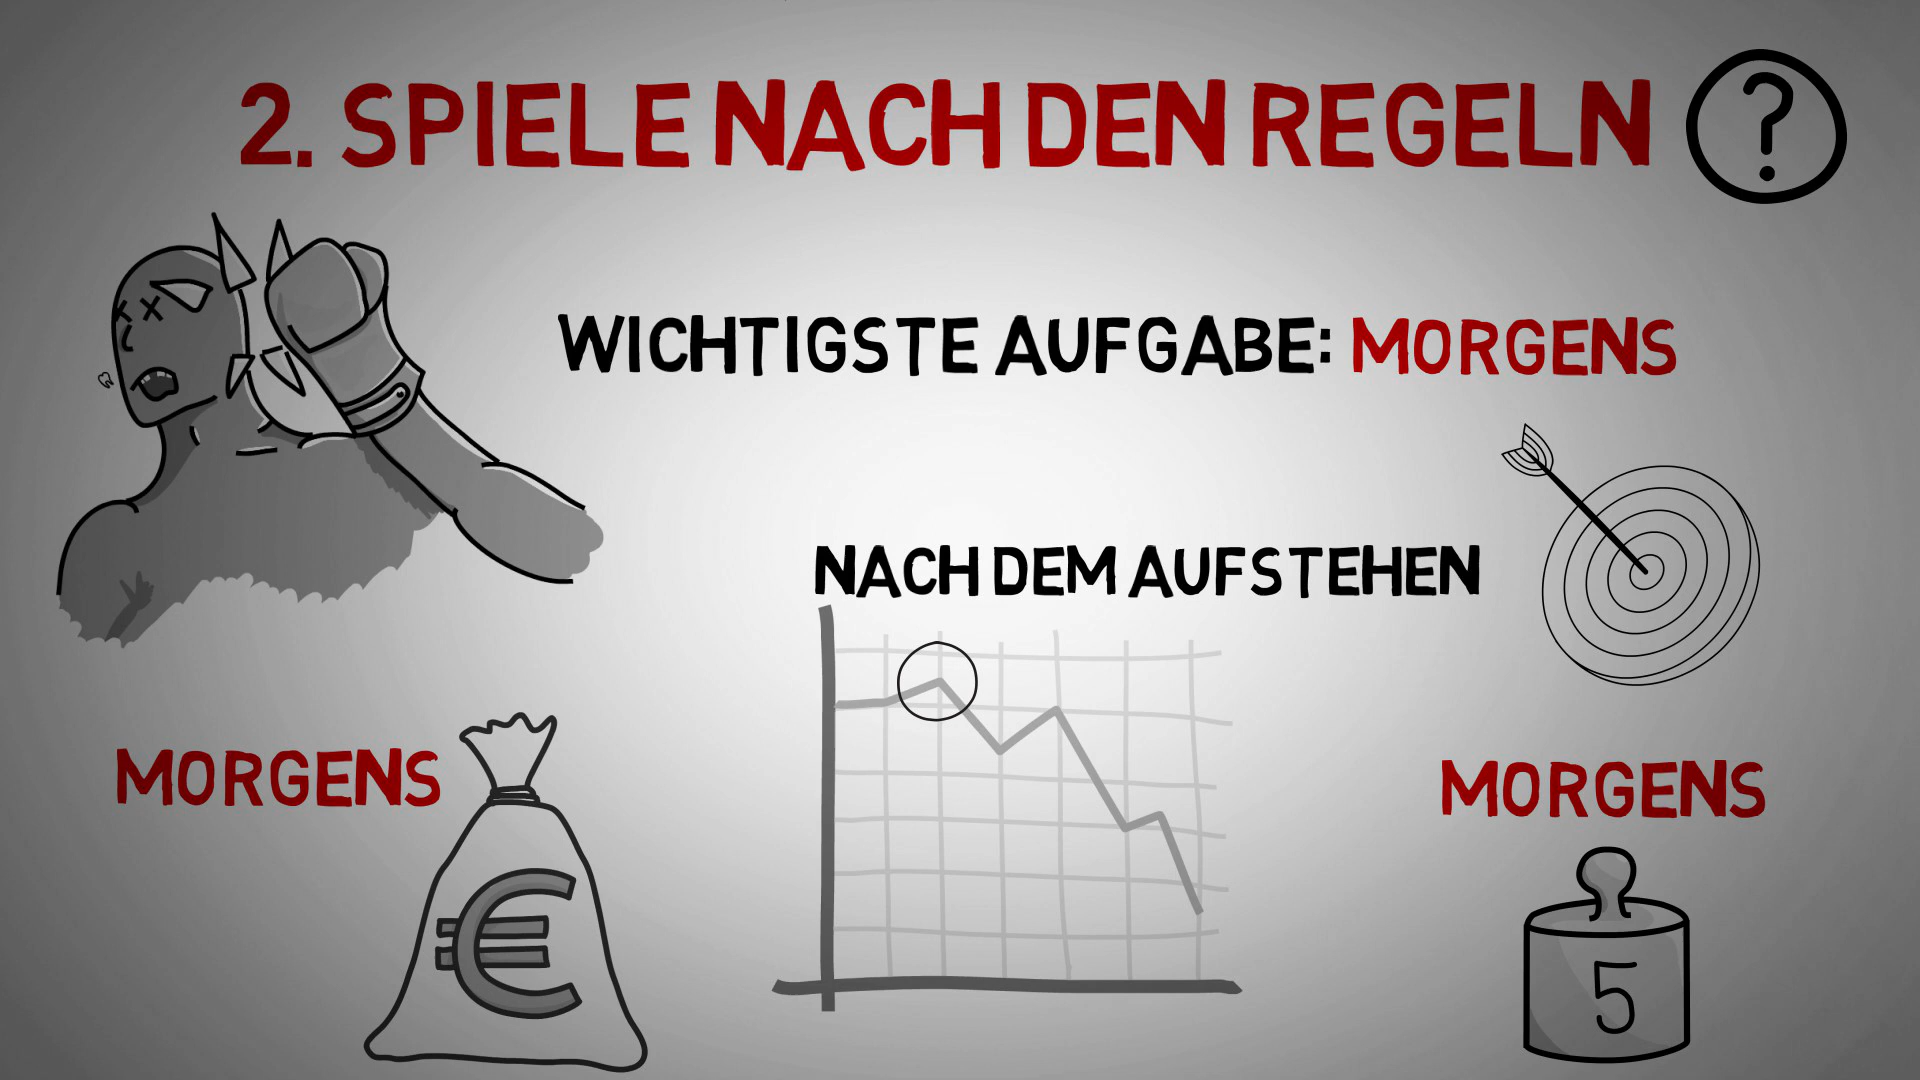 2. SPIELE NACH DEN REGELN ?
WICHTIGSTE AUFGABE: MORGENS
NACH DEM AUFSTEHEN
MORGENS
MORGENS
€
5